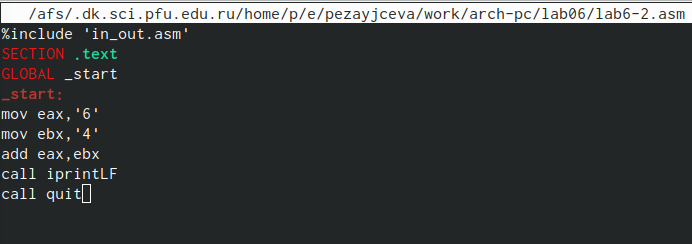 /afs/.dk.sci.pfu.edu.ru/home/p/e/pezayjceva/work/arch-pc/lab06/lab6-2.asm
%include 'in_out.asm'
SECTION .text
GLOBAL _start
_start:
mov eax,'6'
mov ebx,'4'
add eax,ebx
call iprintLF
call quit